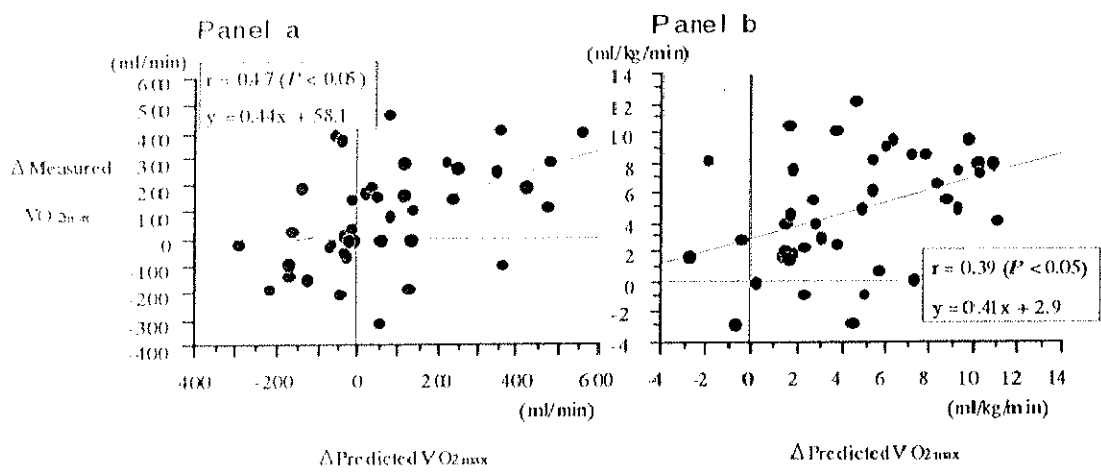 Panel a
(ml/min)
r = 0.47 (P < 0.05)
y = 0.44x + 58.1
600
500
400
300
200
100
0
-100
-200
-300
-400
Δ Measured
VO2max
400 -200 0 200 400 600
(ml/min)
Δ Predicted VO2max
Panel b
(ml/kg/min)
14
12
10
8
6
4
2
0
-2
-4
r = 0.39 (P < 0.05)
y = 0.41x + 2.9
-4 -2 0 2 4 6 8 10 12 14
(ml/kg/min)
Δ Predicted VO2max